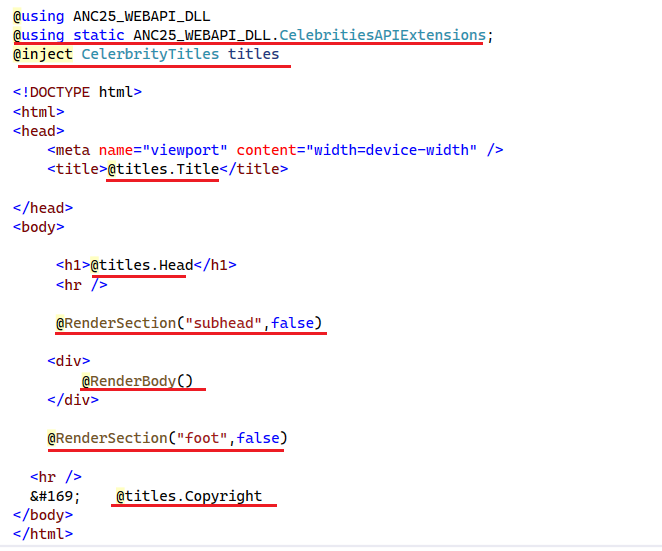 @using ANC25_WEBAPI_DLL
@using static ANC25_WEBAPI_DLL.CelebritiesAPIExtensions;
@inject CelerbrityTitles titles
<!DOCTYPE html>
<html>
<head>
<meta name="viewport" content="width=device-width" />
<title>@titles.Title</title>
</head>
<body>
<h1>@titles.Head</h1>
<hr />
@RenderSection("subhead",false)
<div>
@RenderBody()
</div>
@RenderSection("foot",false)
<hr />
&#169;    @titles.Copyright
</body>
</html>